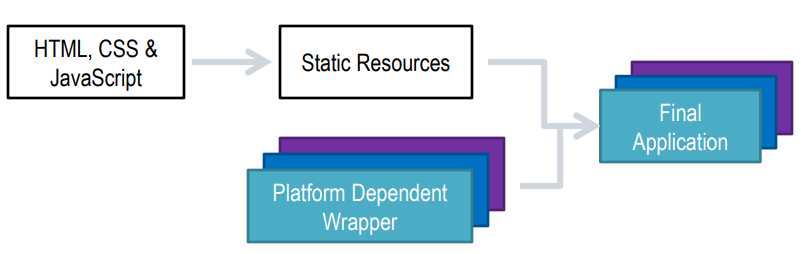 HTML, CSS &
JavaScript
Static Resources
Platform Dependent
Wrapper
Final
Application